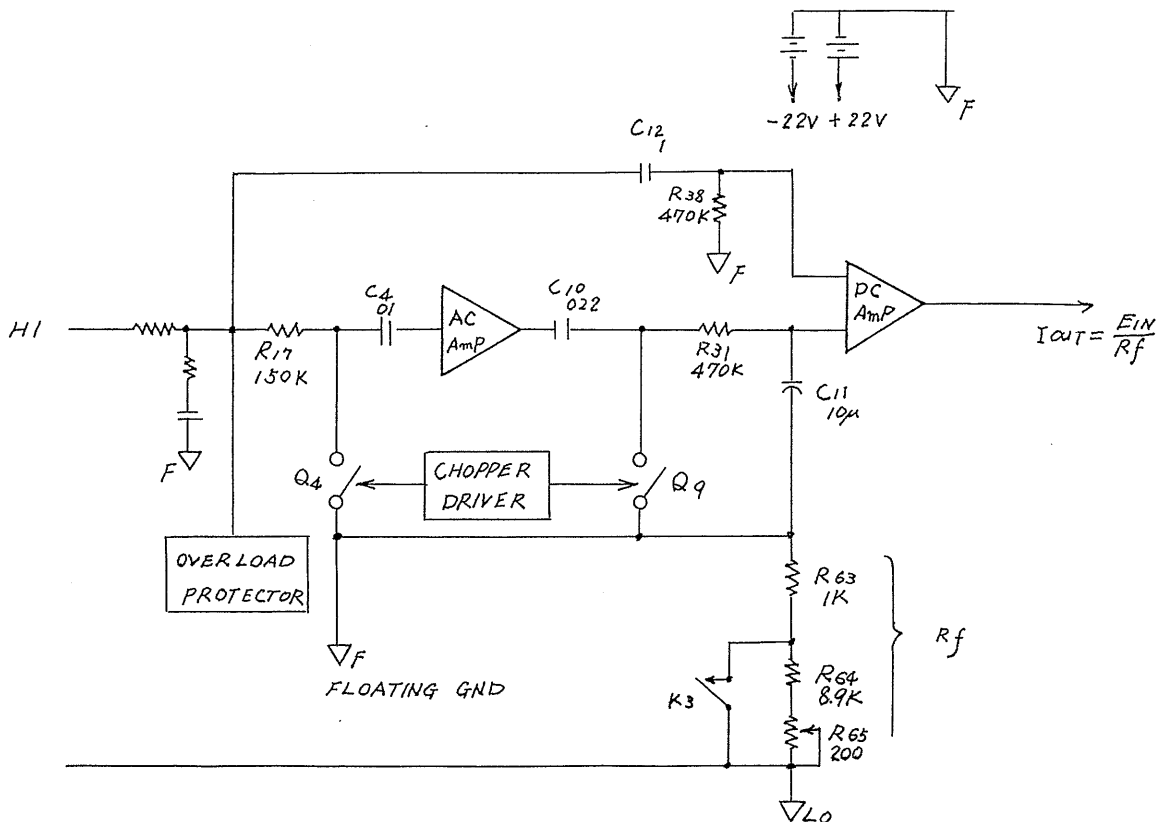 F
-22V +22V
C12
1
R38
470K
F
HI
R17
150K
C4
01
AC
AMP
C10
022
R31
470K
DC
AMP
IOUT = EIN
Rf
C11
10μ
F
Q4
CHOPPER
DRIVER
Q9
OVERLOAD
PROTECTOR
R63
1K
Rf
F
FLOATING GND
K3
R64
8.9K
R65
200
LO